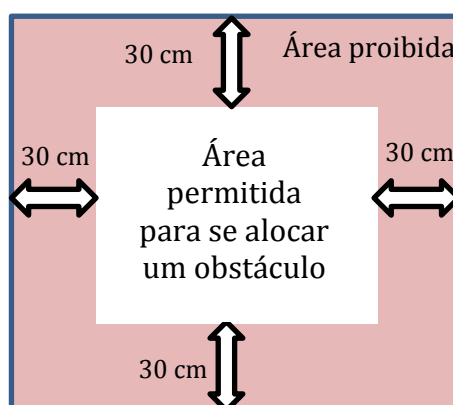 30 cm
Área proibida
30 cm
Área
permitida
para se alocar
um obstáculo
30 cm
30 cm